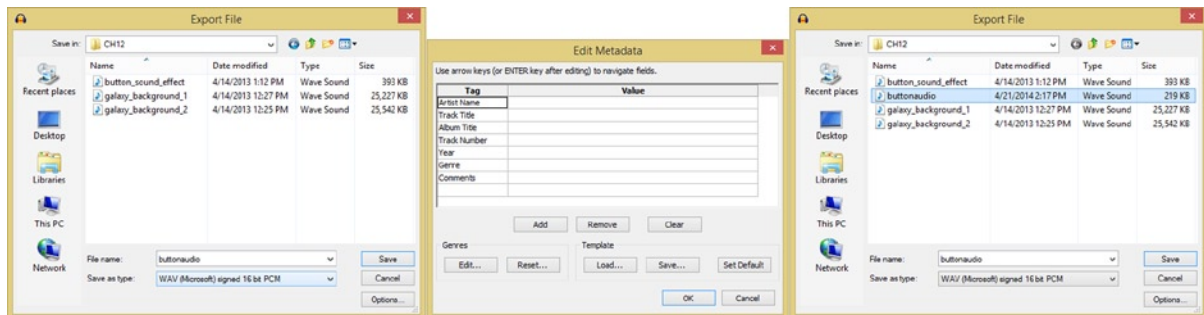 Export File
Save in:
CH12
Name
Date modified
Type
Size
button_sound_effect
4/14/2013 1:12 PM
Wave Sound
393 KB
galaxy_background_1
4/14/2013 12:27 PM
Wave Sound
25,227 KB
galaxy_background_2
4/14/2013 12:25 PM
Wave Sound
25,542 KB
Recent places
Desktop
Libraries
This PC
Network
File name:
buttonaudio
Save
Save as type:
WAV (Microsoft) signed 16 bit PCM
Cancel
Options...
Edit Metadata
Use arrow keys (or ENTER key after editing) to navigate fields.
Tag
Value
Artist Name
Track Title
Album Title
Track Number
Year
Genre
Comments
Add
Remove
Clear
Genres
Template
Edit...
Reset...
Load...
Save...
Set Default
OK
Cancel
Export File
Save in:
CH12
Name
Date modified
Type
Size
button_sound_effect
4/14/2013 1:12 PM
Wave Sound
393 KB
buttonaudio
4/21/2014 2:17 PM
Wave Sound
219 KB
galaxy_background_1
4/14/2013 12:27 PM
Wave Sound
25,227 KB
galaxy_background_2
4/14/2013 12:25 PM
Wave Sound
25,542 KB
Recent places
Desktop
Libraries
This PC
Network
File name:
buttonaudio
Save
Save as type:
WAV (Microsoft) signed 16 bit PCM
Cancel
Options...